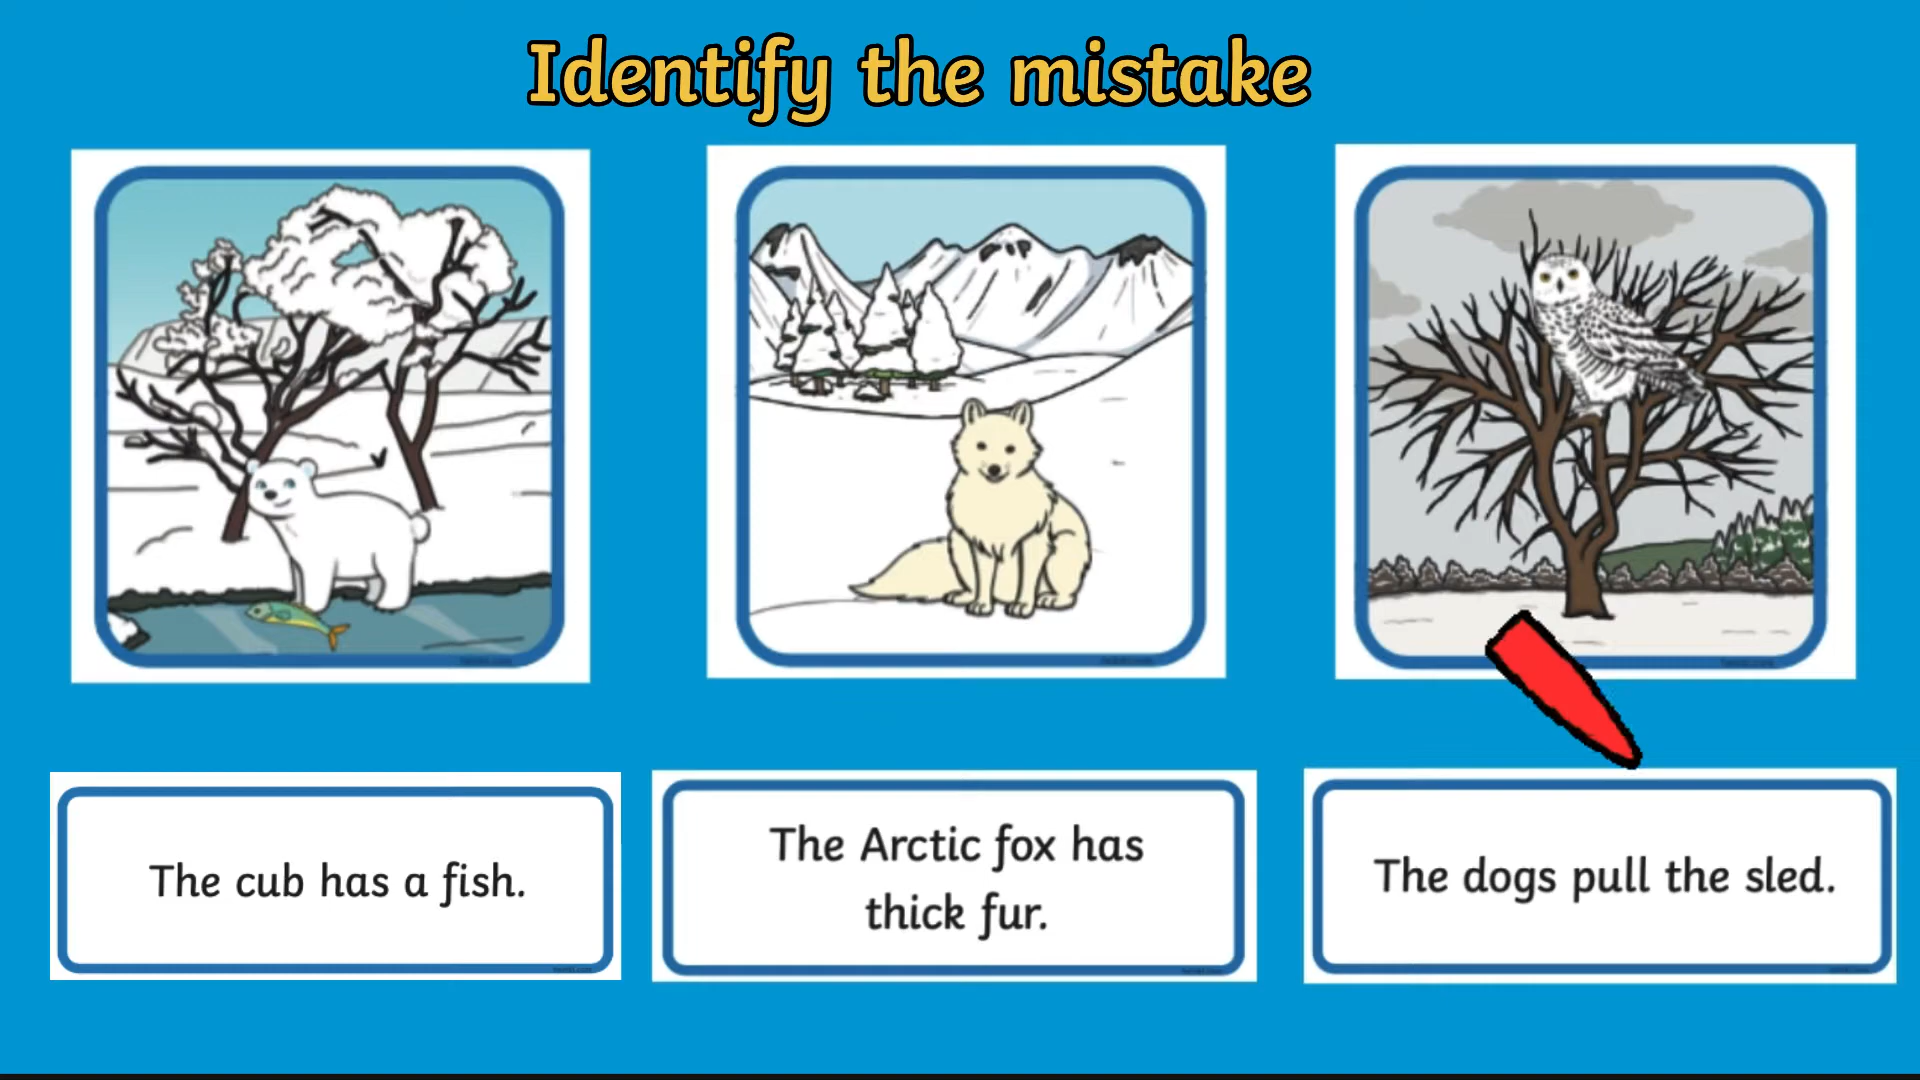 Identify the mistake
The cub has a fish.
The Arctic fox has
thick fur.
The dogs pull the sled.